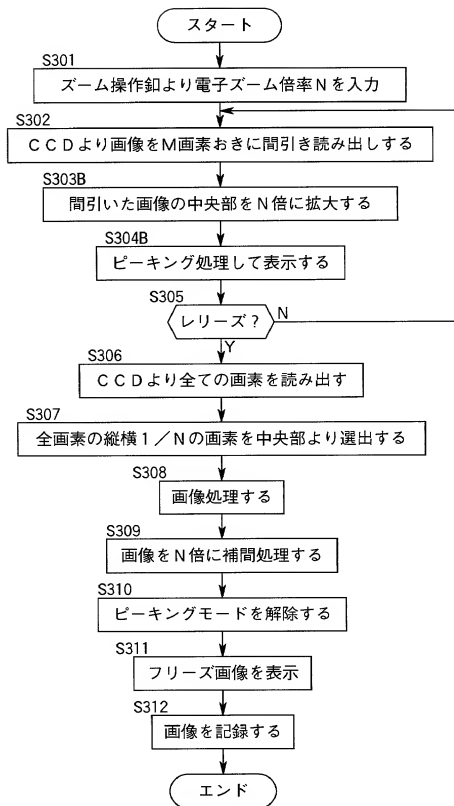 スタート
S301
ズーム操作釦より電子ズーム倍率Nを入力
S302
CCDより画像をM画素おきに間引き読み出しする
S303B
間引いた画像の中央部をN倍に拡大する
S304B
ピーキング処理して表示する
S305
レリーズ?
N
Y
S306
CCDより全ての画素を読み出す
S307
全画素の縦横1/Nの画素を中央部より選出する
S308
画像処理する
S309
画像をN倍に補間処理する
S310
ピーキングモードを解除する
S311
フリーズ画像を表示
S312
画像を記録する
エンド